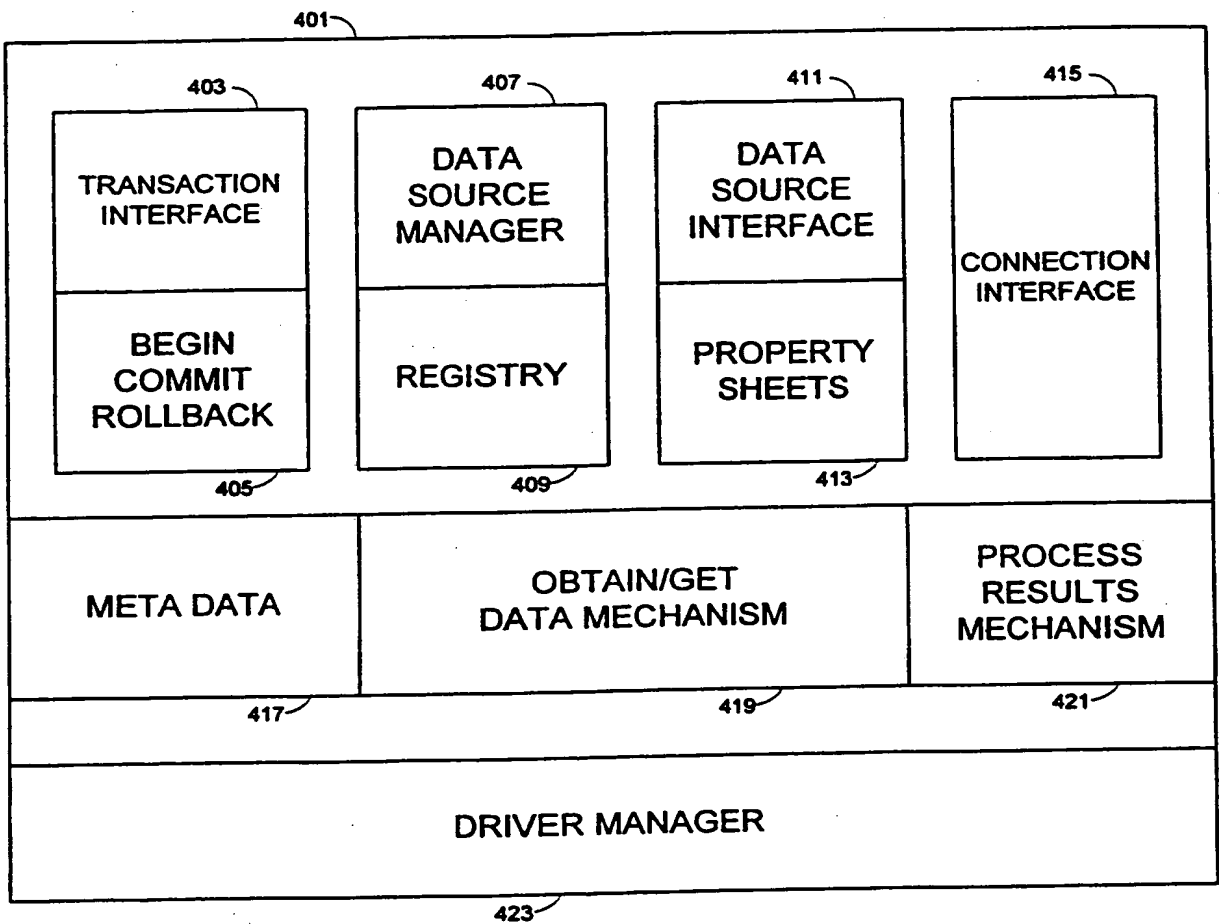 401
403
407
411
415
TRANSACTION
INTERFACE
DATA
SOURCE
MANAGER
DATA
SOURCE
INTERFACE
CONNECTION
INTERFACE
BEGIN
COMMIT
ROLLBACK
REGISTRY
PROPERTY
SHEETS
405
409
413
META DATA
OBTAIN/GET
DATA MECHANISM
PROCESS
RESULTS
MECHANISM
417
419
421
DRIVER MANAGER
423